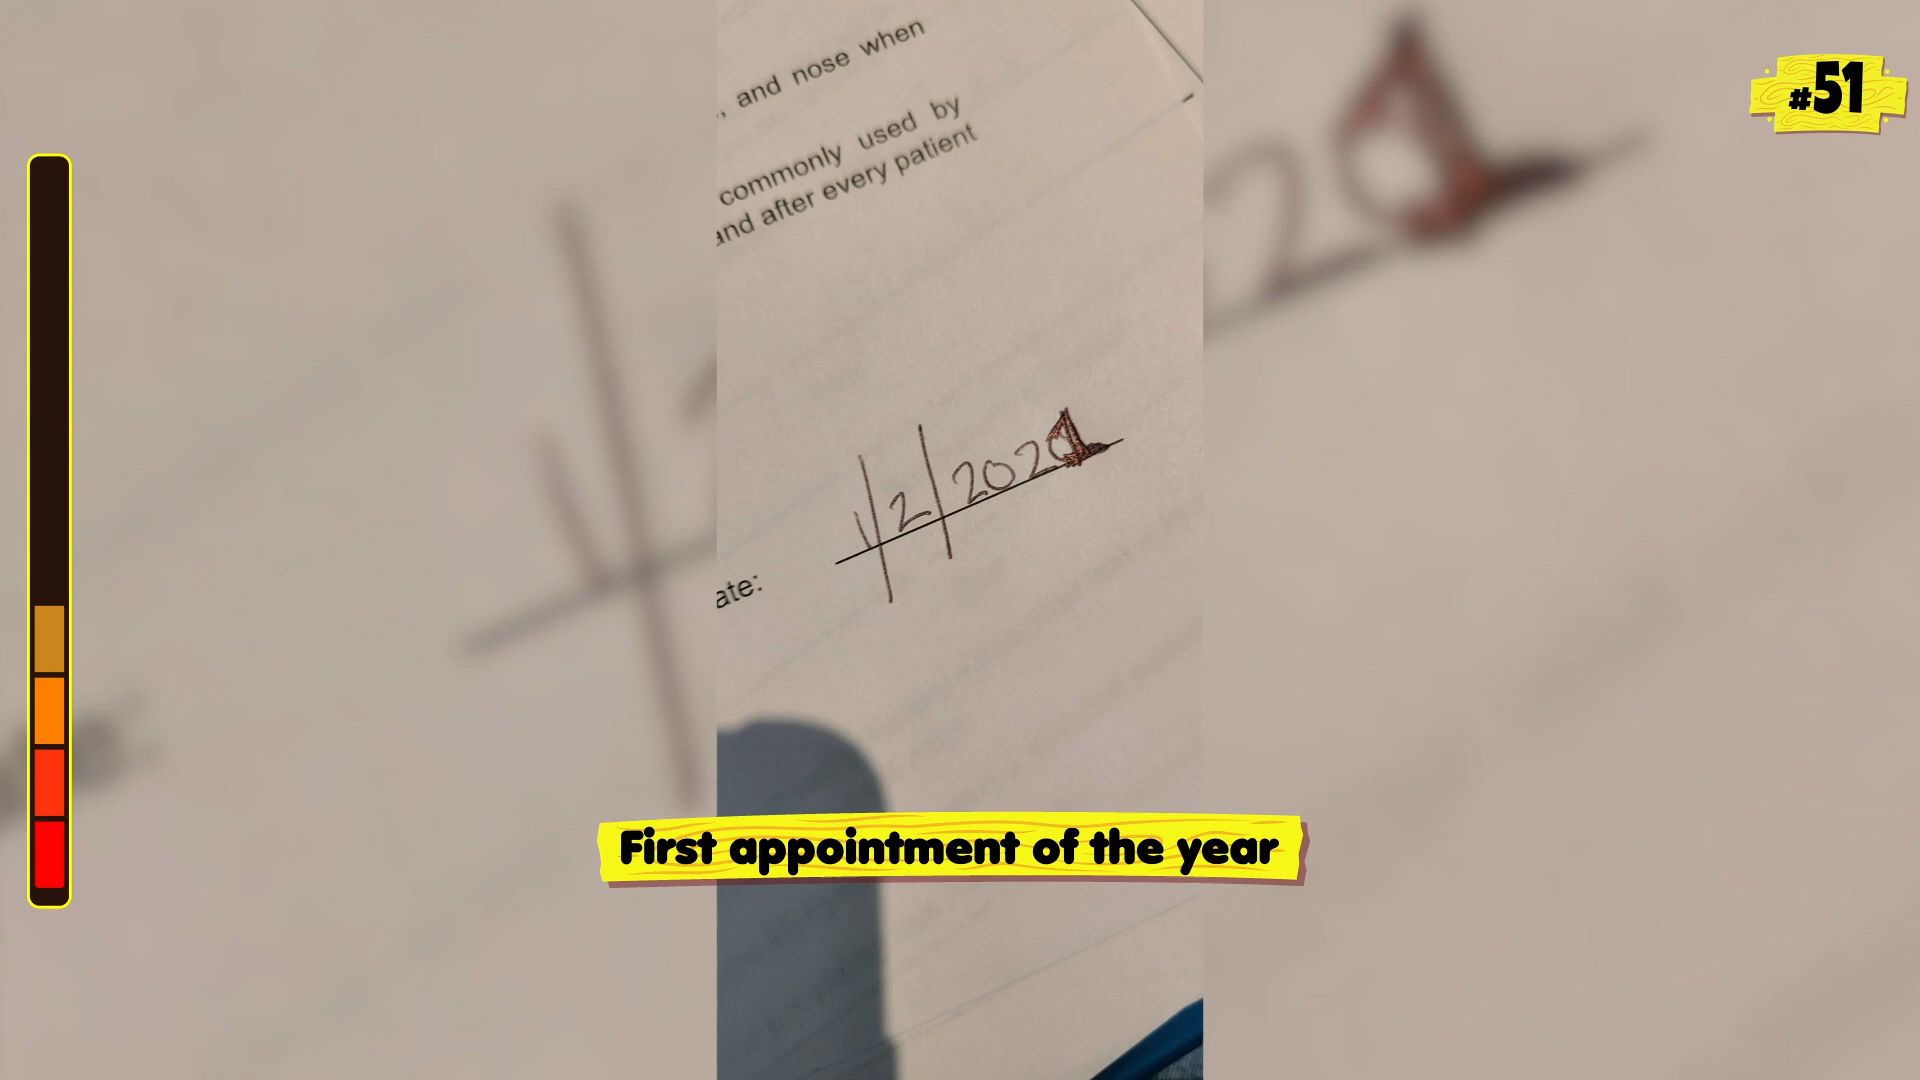 , and nose when
commonly used by
and after every patient
#51
1/2/2021
ate:
First appointment of the year